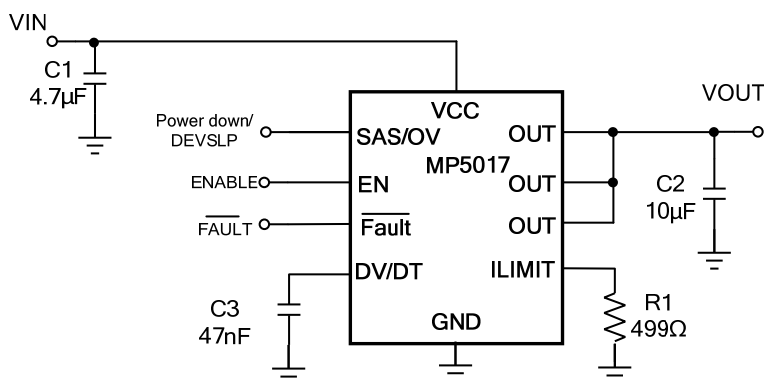 VIN
C1
4.7µF
Power down/
DEVSLP
ENABLE
FAULT
VCC
MP5017
SAS/OV
EN
Fault
DV/DT
GND
OUT
OUT
OUT
ILIMIT
C3
47nF
VOUT
C2
10µF
R1
499Ω